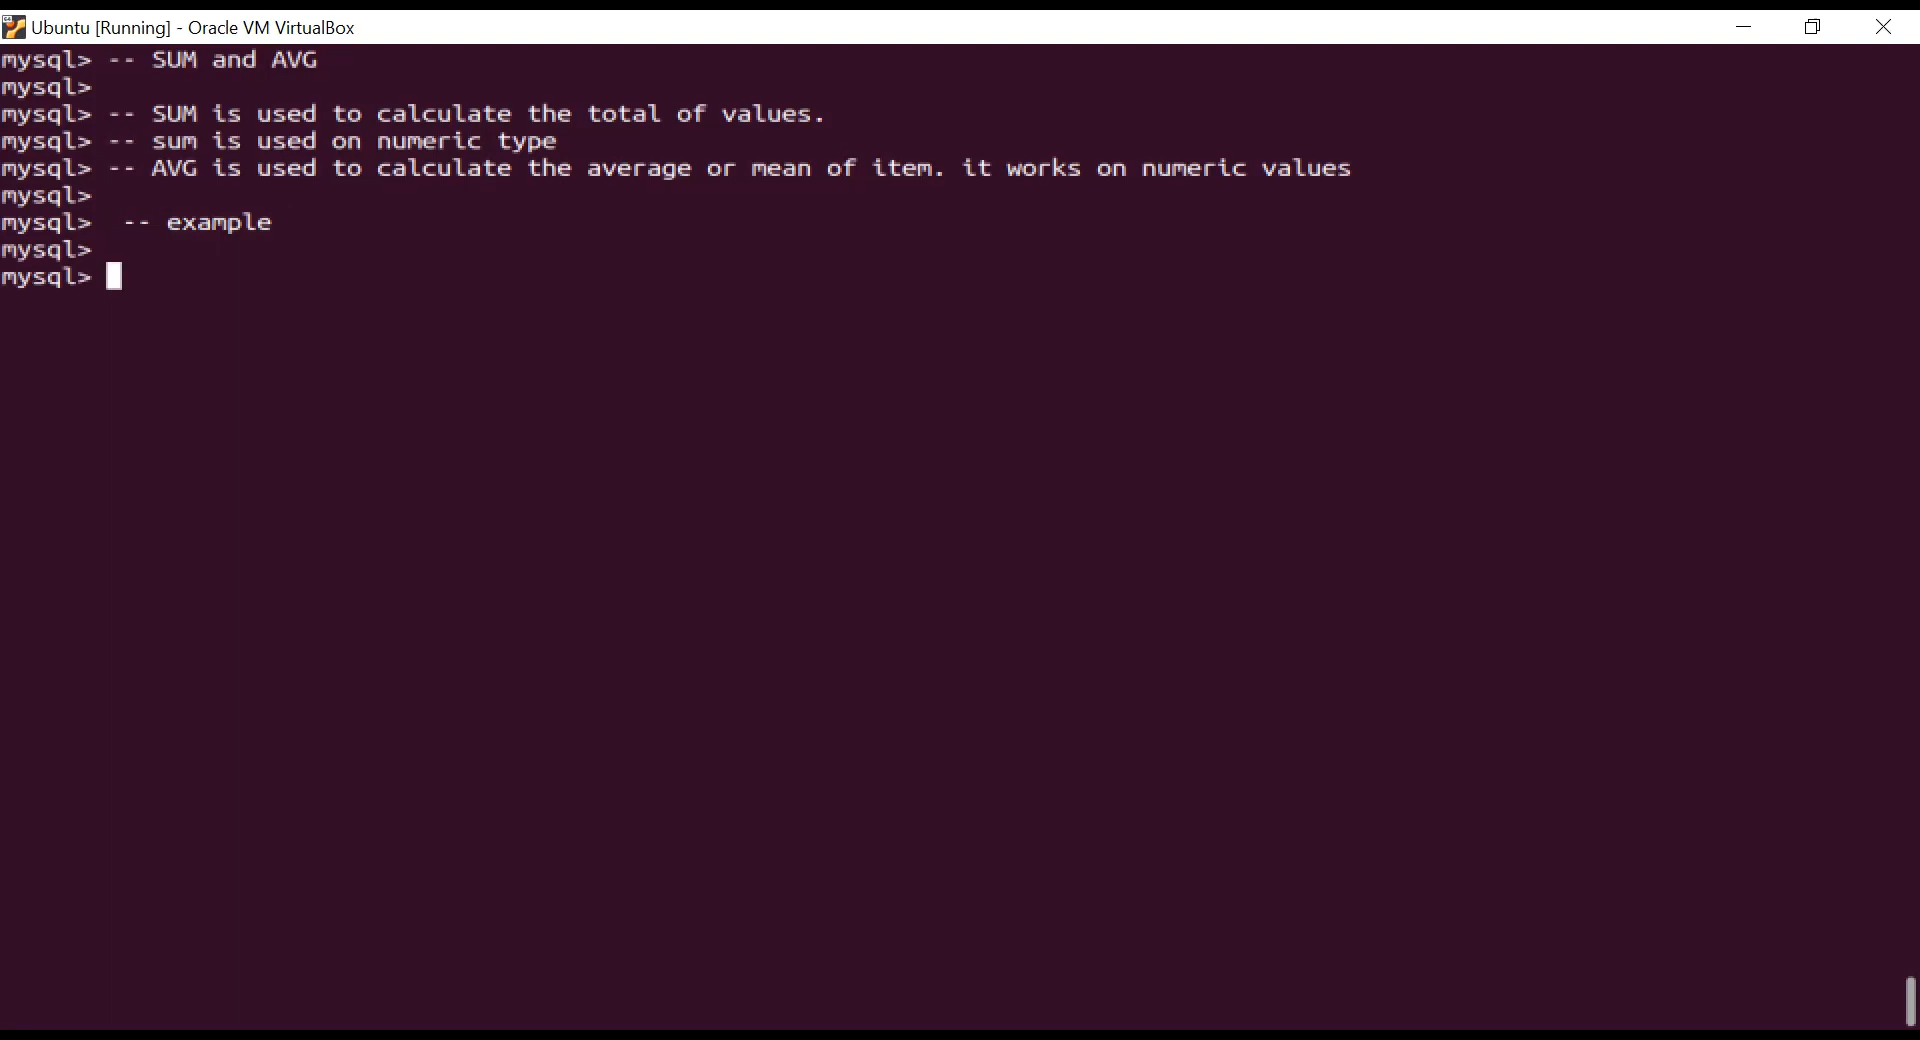 Ubuntu [Running] - Oracle VM VirtualBox
mysql> -- SUM and AVG
mysql>
mysql> -- SUM is used to calculate the total of values.
mysql> -- sum is used on numeric type
mysql> -- AVG is used to calculate the average or mean of item. it works on numeric values
mysql>
mysql>  -- example
mysql>
mysql>